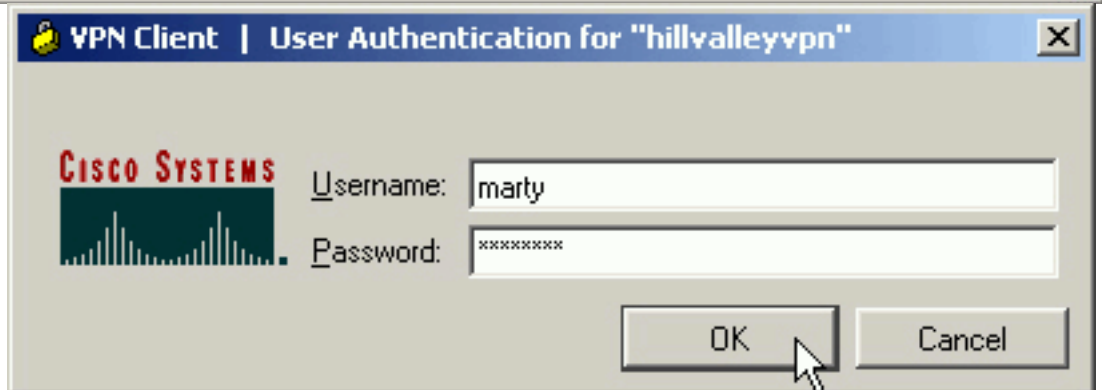 VPN Client | User Authentication for "hillvalleyvpn"
CISCO SYSTEMS
Username: marty
Password: ********
OK Cancel